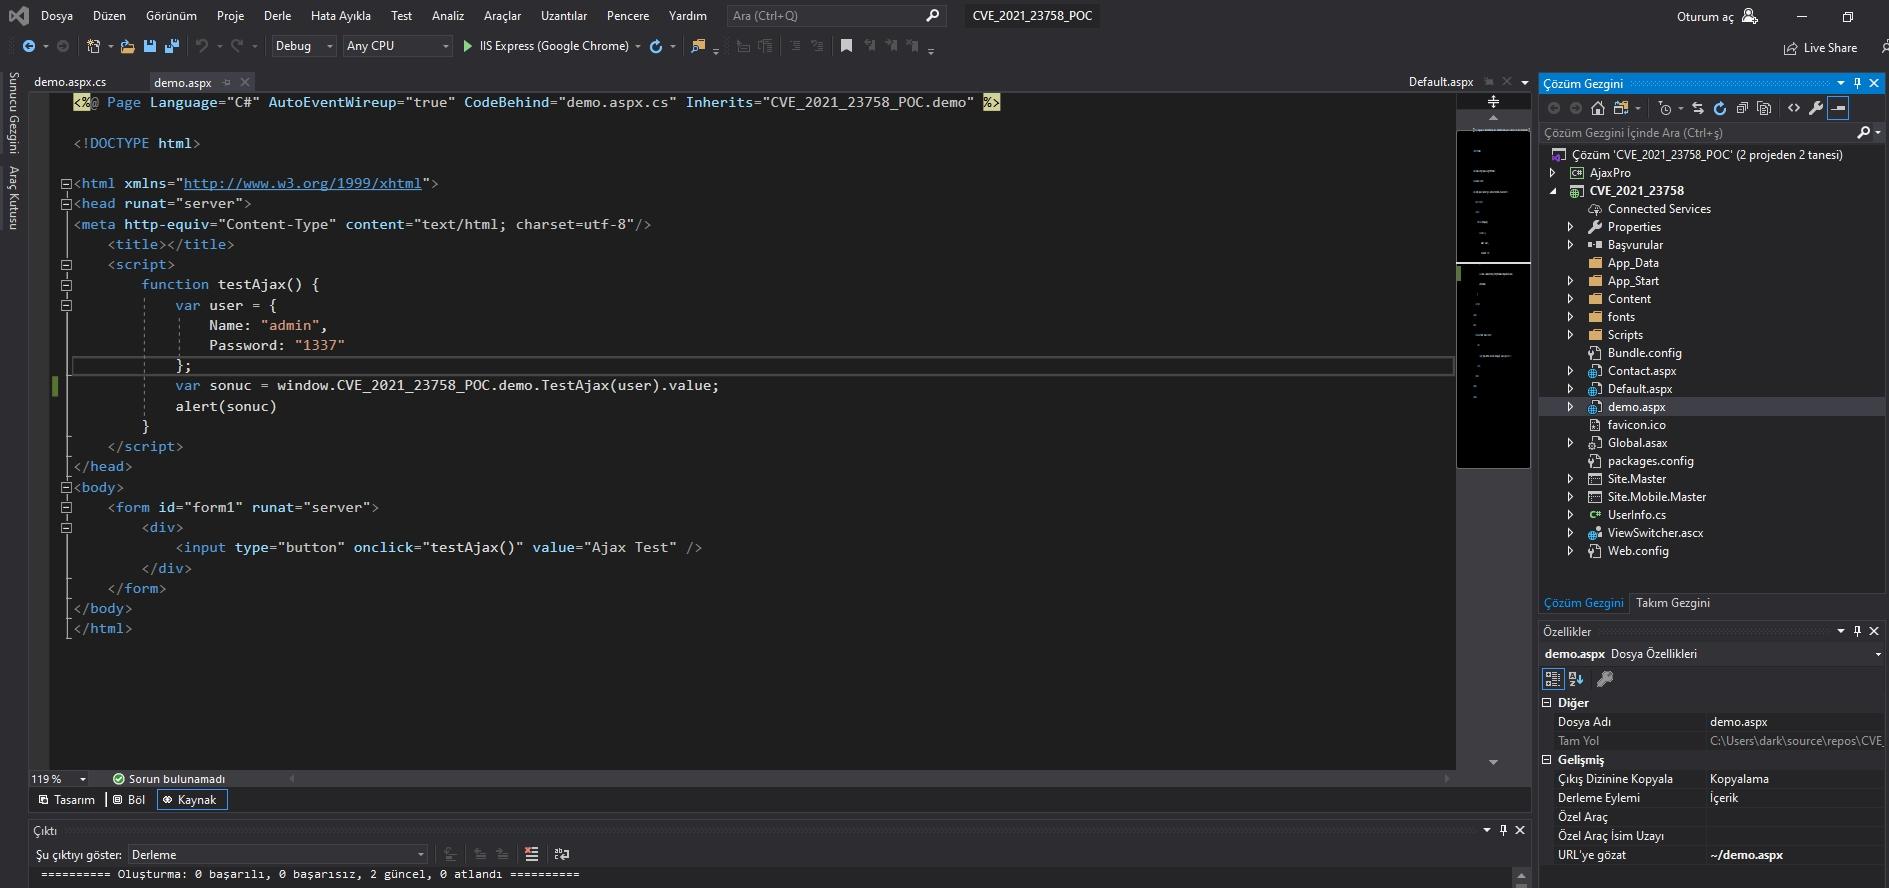 Dosya Düzen Görünüm Proje Derle Hata Ayıkla Test Analiz Araçlar Uzantılar Pencere Yardım Ara (Ctrl+Q) CVE_2021_23758_POC Oturum aç
Debug Any CPU IIS Express (Google Chrome) Live Share
Sunucu Gezgini
Araç Kutusu
demo.aspx.cs demo.aspx Default.aspx
<%@ Page Language="C#" AutoEventWireup="true" CodeBehind="demo.aspx.cs" Inherits="CVE_2021_23758_POC.demo" %>
<!DOCTYPE html>
<html xmlns="http://www.w3.org/1999/xhtml">
<head runat="server">
<meta http-equiv="Content-Type" content="text/html; charset=utf-8"/>
<title></title>
<script>
function testAjax() {
var user = {
Name: "admin",
Password: "1337"
};
var sonuc = window.CVE_2021_23758_POC.demo.TestAjax(user).value;
alert(sonuc)
}
</script>
</head>
<body>
<form id="form1" runat="server">
<div>
<input type="button" onclick="testAjax()" value="Ajax Test" />
</div>
</form>
</body>
</html>
119 % Sorun bulunamadı
Tasarım Böl Kaynak
Çıktı
Şu çıktıyı göster: Derleme
========== Oluşturma: 0 başarılı, 0 başarısız, 2 güncel, 0 atlandı ==========
Çözüm Gezgini
Çözüm Gezgini İçinde Ara (Ctrl+ş)
Çözüm 'CVE_2021_23758_POC' (2 projeden 2 tanesi)
AjaxPro
CVE_2021_23758
Connected Services
Properties
Başvurular
App_Data
App_Start
Content
fonts
Scripts
Bundle.config
Contact.aspx
Default.aspx
demo.aspx
favicon.ico
Global.asax
packages.config
Site.Master
Site.Mobile.Master
UserInfo.cs
ViewSwitcher.ascx
Web.config
Çözüm Gezgini Takım Gezgini
Özellikler
demo.aspx Dosya Özellikleri
Diğer
Dosya Adı demo.aspx
Tam Yol C:\Users\dark\source\repos\CVE_
Gelişmiş
Çıkış Dizinine Kopyala Kopyalama
Derleme Eylemi İçerik
Özel Araç
Özel Araç İsim Uzayı
URL'ye gözat ~/demo.aspx